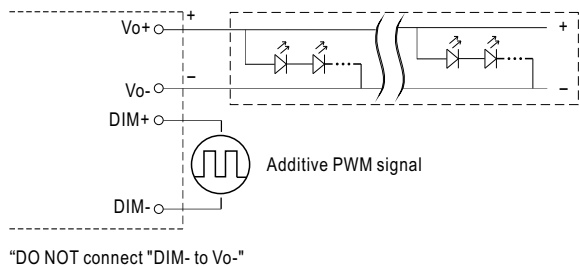 Vo+
+
+
Vo-
–
–
DIM+
Additive PWM signal
DIM-
“DO NOT connect "DIM- to Vo-"